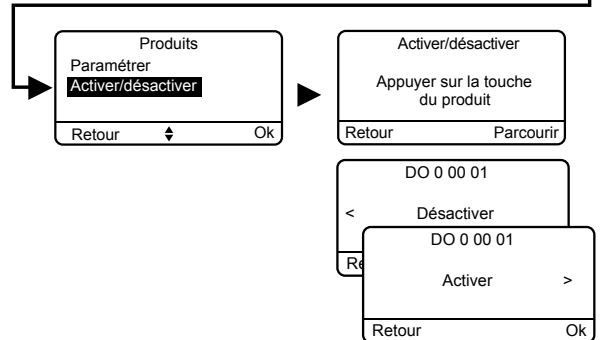 Produits
Paramétrer
Activer/désactiver
Retour Ok
Activer/désactiver
Appuyer sur la touche
du produit
Retour Parcourir
DO 0 00 01
< Désactiver
DO 0 00 01
Activer >
Retour Ok